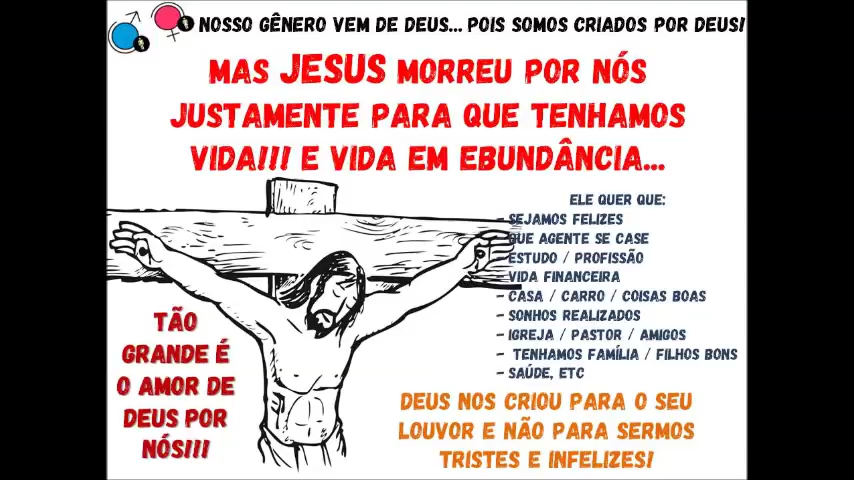 NOSSO GÊNERO VEM DE DEUS... POIS SOMOS CRIADOS POR DEUS!
MAS JESUS MORREU POR NÓS
JUSTAMENTE PARA QUE TENHAMOS
VIDA!!! E VIDA EM EBUNDÂNCIA...
ELE QUER QUE:
- SEJAMOS FELIZES
- QUE AGENTE SE CASE
- ESTUDO / PROFISSÃO
- VIDA FINANCEIRA
- CASA / CARRO / COISAS BOAS
- SONHOS REALIZADOS
- IGREJA / PASTOR / AMIGOS
- TENHAMOS FAMÍLIA / FILHOS BONS
- SAÚDE, ETC
TÃO
GRANDE É
O AMOR DE
DEUS POR
NÓS!!!
DEUS NOS CRIOU PARA O SEU
LOUVOR E NÃO PARA SERMOS
TRISTES E INFELIZES!